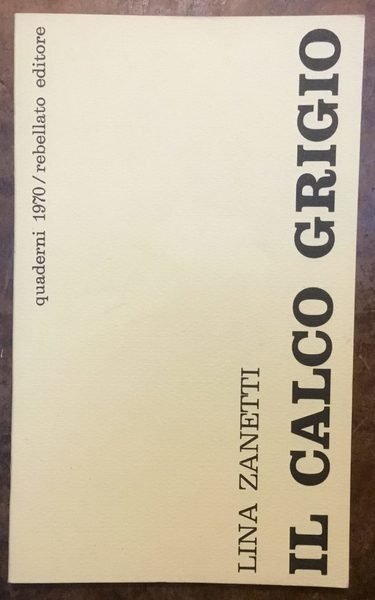 quaderni 1970/rebellato editore
LINA ZANETTI
IL CALCO GRIGIO